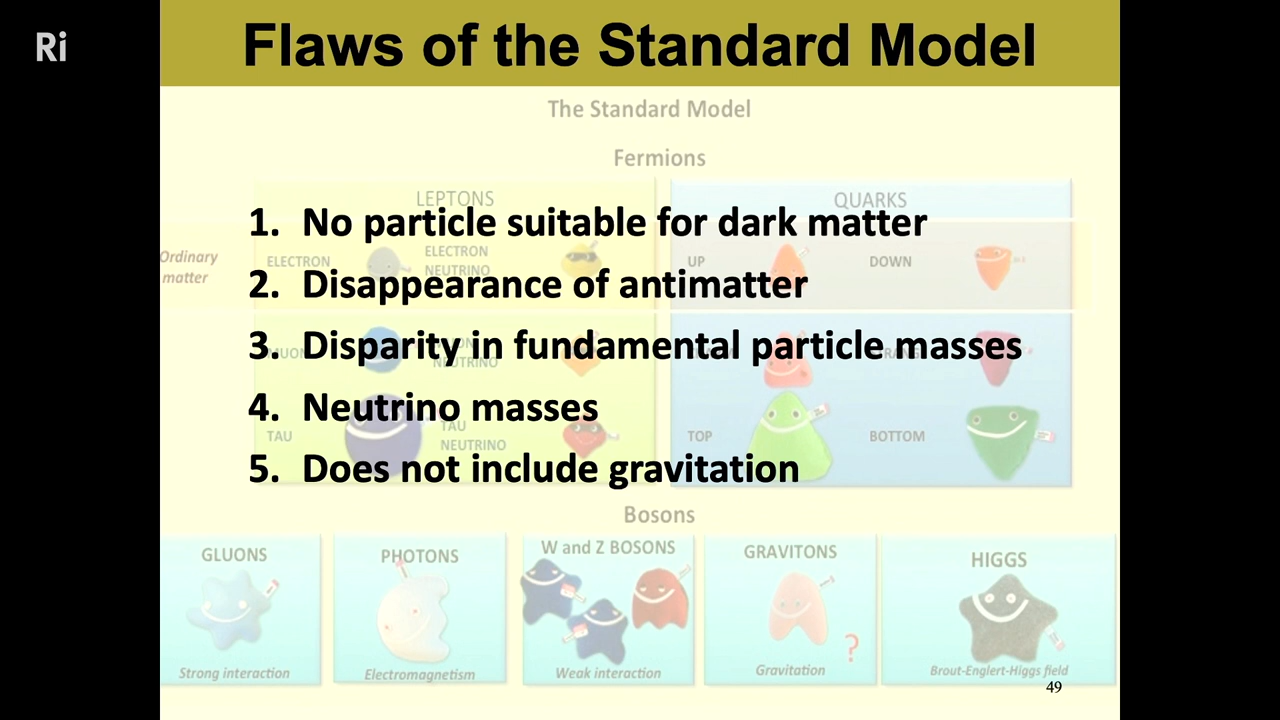 Ri
Flaws of the Standard Model
The Standard Model
Fermions
LEPTONS
QUARKS
1. No particle suitable for dark matter
Ordinary
matter
ELECTRON
ELECTRON
NEUTRINO
UP
DOWN
2. Disappearance of antimatter
3. Disparity in fundamental particle masses
NEUTRINO
4. Neutrino masses
TAU
TAU
NEUTRINO
TOP
BOTTOM
5. Does not include gravitation
Bosons
GLUONS
PHOTONS
W and Z BOSONS
GRAVITONS
HIGGS
?
Strong interaction
Electromagnetism
Weak interaction
Gravitation
Brout-Englert-Higgs field
49